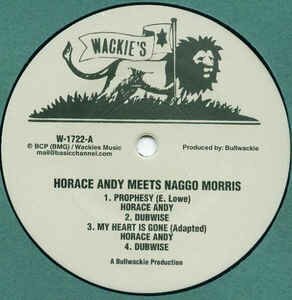 WACKIE'S
W-1722-A
© BCP (BMG) / Wackies Music
mail@basicchannel.com
Produced by: Bullwackie
HORACE ANDY MEETS NAGGO MORRIS
1. PROPHESY (E. Lowe)
HORACE ANDY
2. DUBWISE
3. MY HEART IS GONE (Adapted)
HORACE ANDY
4. DUBWISE
A Bullwackie Production